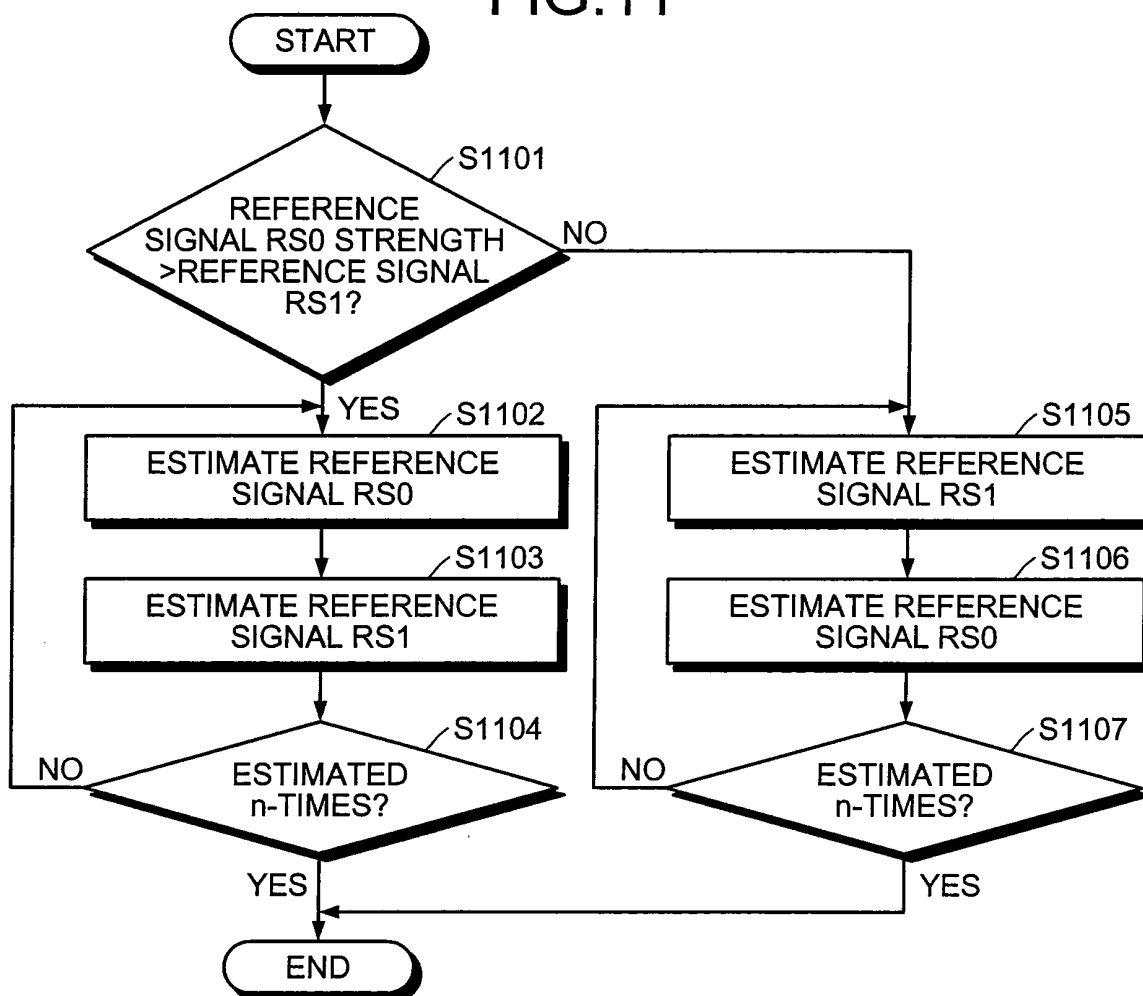 FIG. 11
START
S1101
REFERENCE
SIGNAL RS0 STRENGTH
>REFERENCE SIGNAL
RS1?
NO
YES
S1102
ESTIMATE REFERENCE
SIGNAL RS0
S1103
ESTIMATE REFERENCE
SIGNAL RS1
S1104
NO
ESTIMATED
n-TIMES?
YES
S1105
ESTIMATE REFERENCE
SIGNAL RS1
S1106
ESTIMATE REFERENCE
SIGNAL RS0
S1107
NO
ESTIMATED
n-TIMES?
YES
END